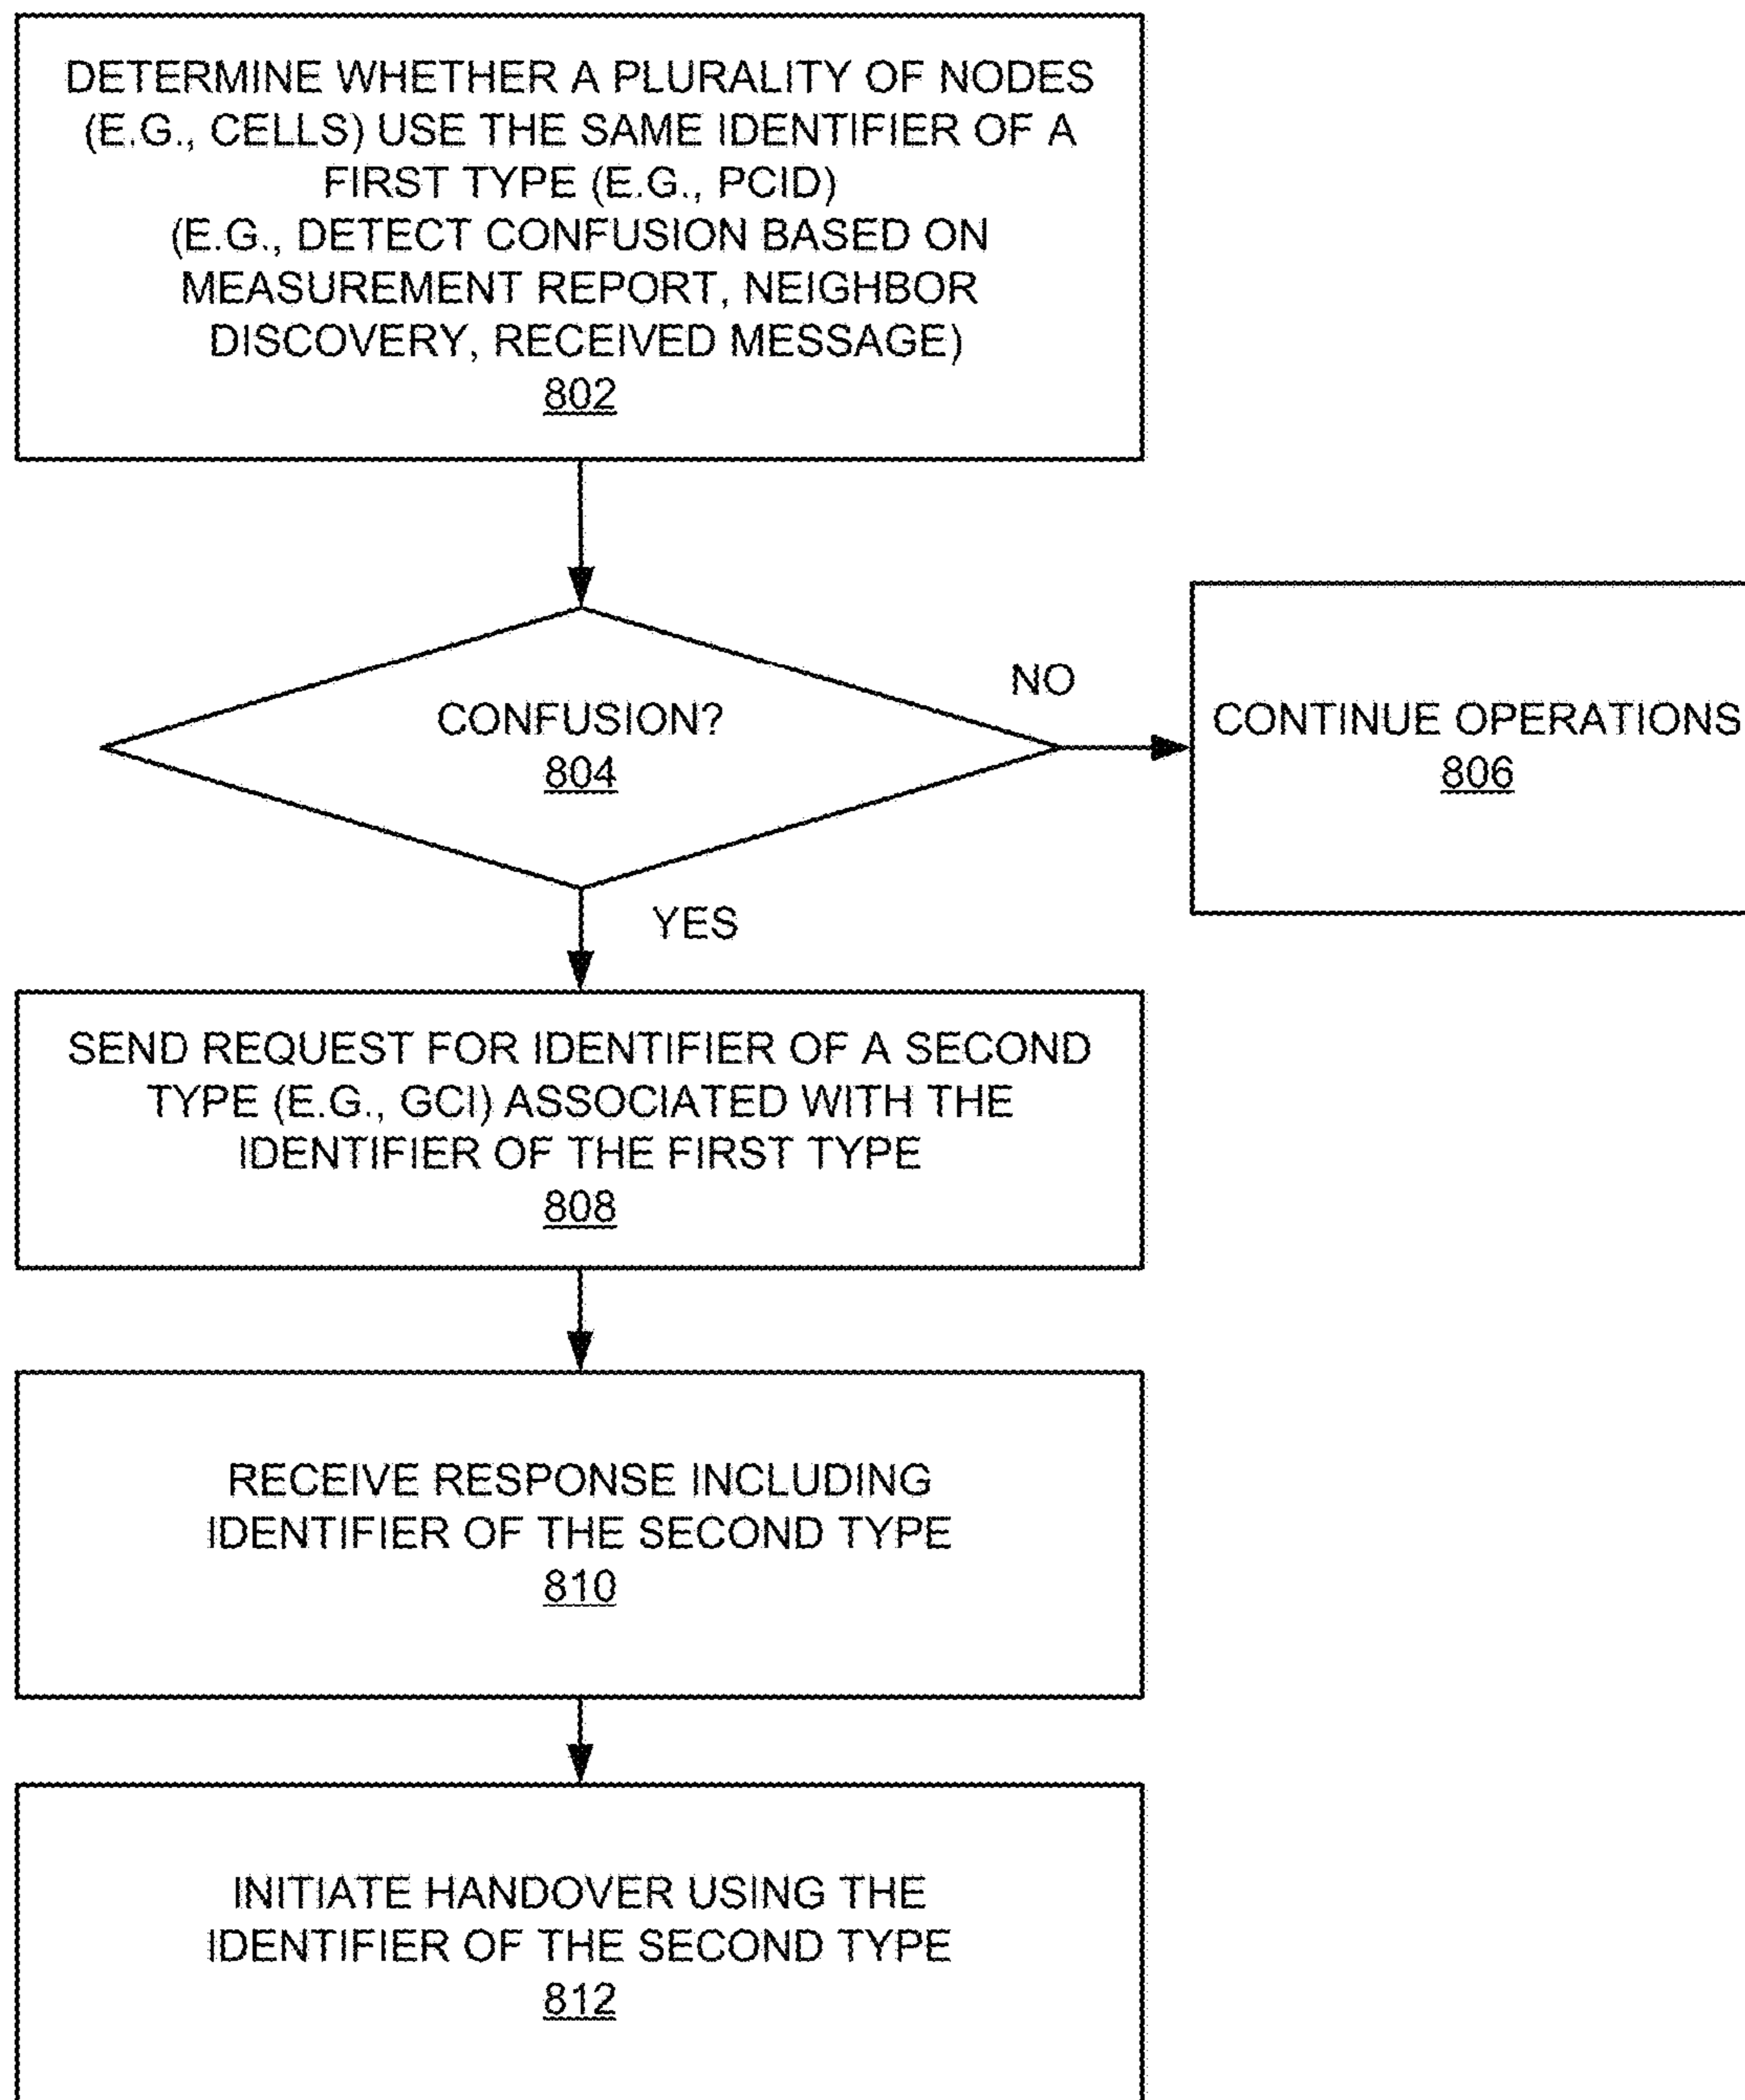 DETERMINE WHETHER A PLURALITY OF NODES
(E.G., CELLS) USE THE SAME IDENTIFIER OF A
FIRST TYPE (E.G., PCID)
(E.G., DETECT CONFUSION BASED ON
MEASUREMENT REPORT, NEIGHBOR
DISCOVERY, RECEIVED MESSAGE)
802
CONFUSION?
804
NO
CONTINUE OPERATIONS
806
YES
SEND REQUEST FOR IDENTIFIER OF A SECOND
TYPE (E.G., GCI) ASSOCIATED WITH THE
IDENTIFIER OF THE FIRST TYPE
808
RECEIVE RESPONSE INCLUDING
IDENTIFIER OF THE SECOND TYPE
810
INITIATE HANDOVER USING THE
IDENTIFIER OF THE SECOND TYPE
812